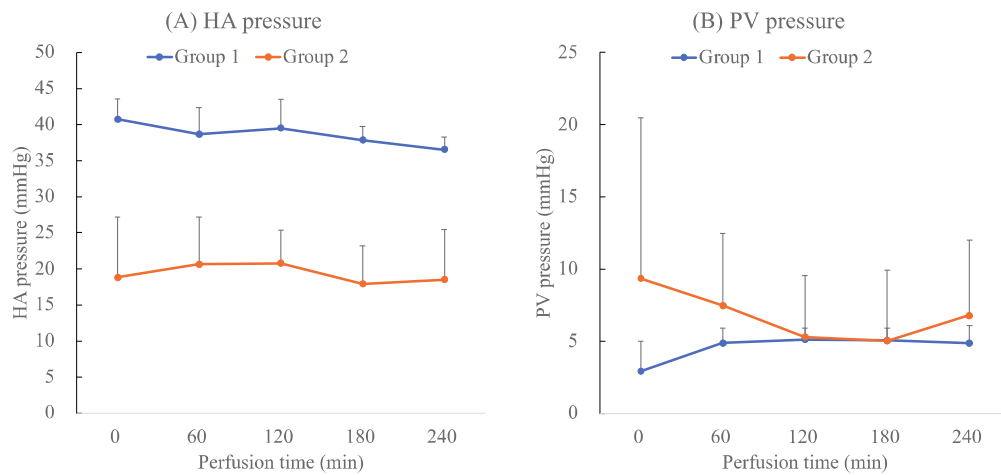 (A) HA pressure
Group 1
Group 2
HA pressure (mmHg)
50
45
40
35
30
25
20
15
10
5
0
0 60 120 180 240
Perfusion time (min)
(B) PV pressure
Group 1
Group 2
PV pressure (mmHg)
25
20
15
10
5
0
0 60 120 180 240
Perfusion time (min)